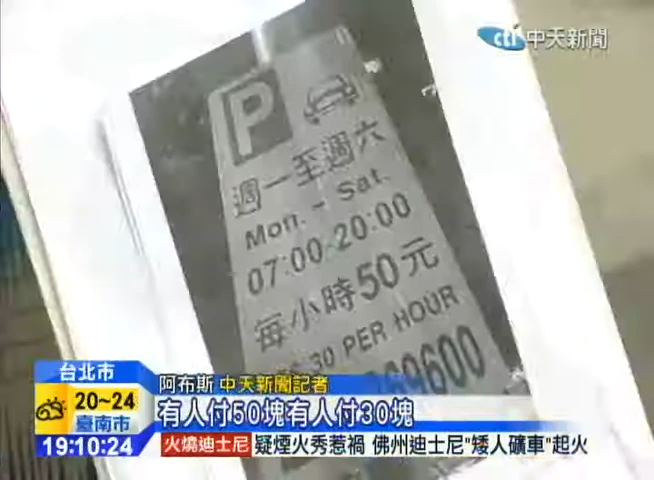 cti中天新聞
P
週一至週六
Mon. - Sat.
07:00-20:00
每小時50元
30 PER HOUR
69600
台北市
20~24
臺南市
19:10:24
阿布斯 中天新聞記者
有人付50塊有人付30塊
火燒迪士尼 疑煙火秀惹禍 佛州迪士尼"矮人礦車"起火